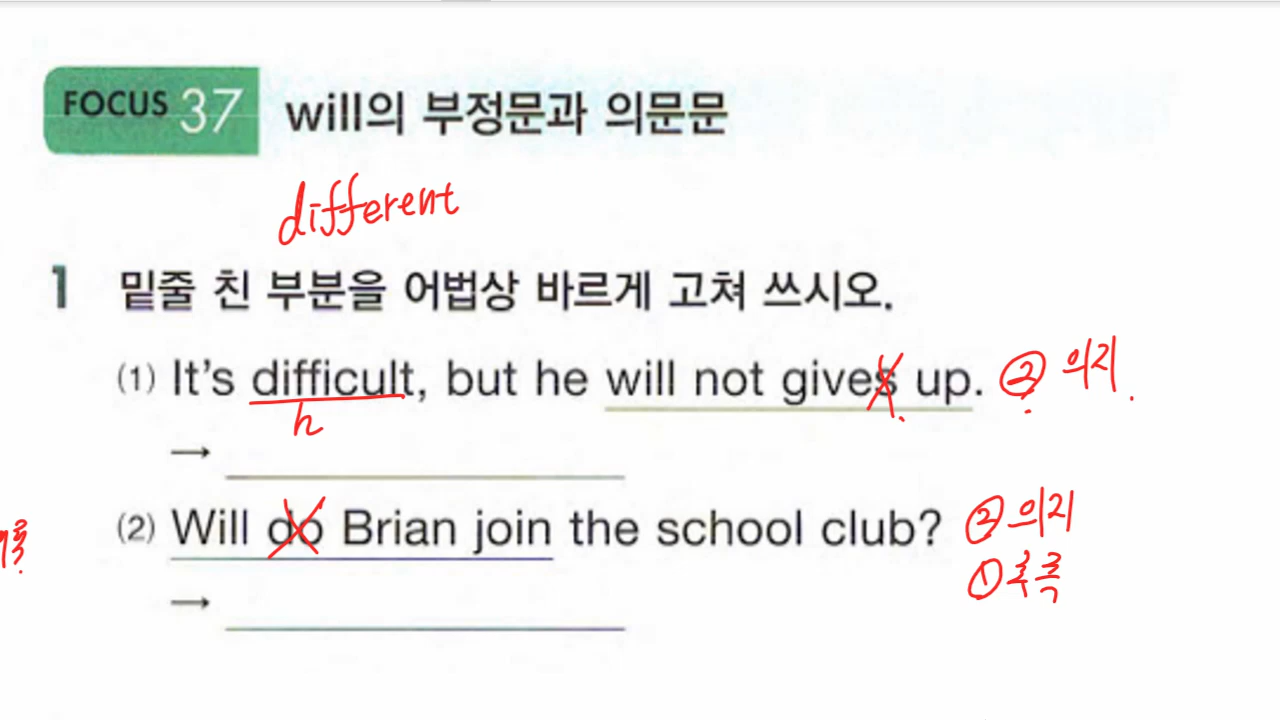 FOCUS 37 will의 부정문과 의문문
different
1 밑줄 친 부분을 어법상 바르게 고쳐 쓰시오.
(1) It's difficult, but he will not gives up. ② 의지.
h
→
(2) Will do Brian join the school club? ② 의지
①
→